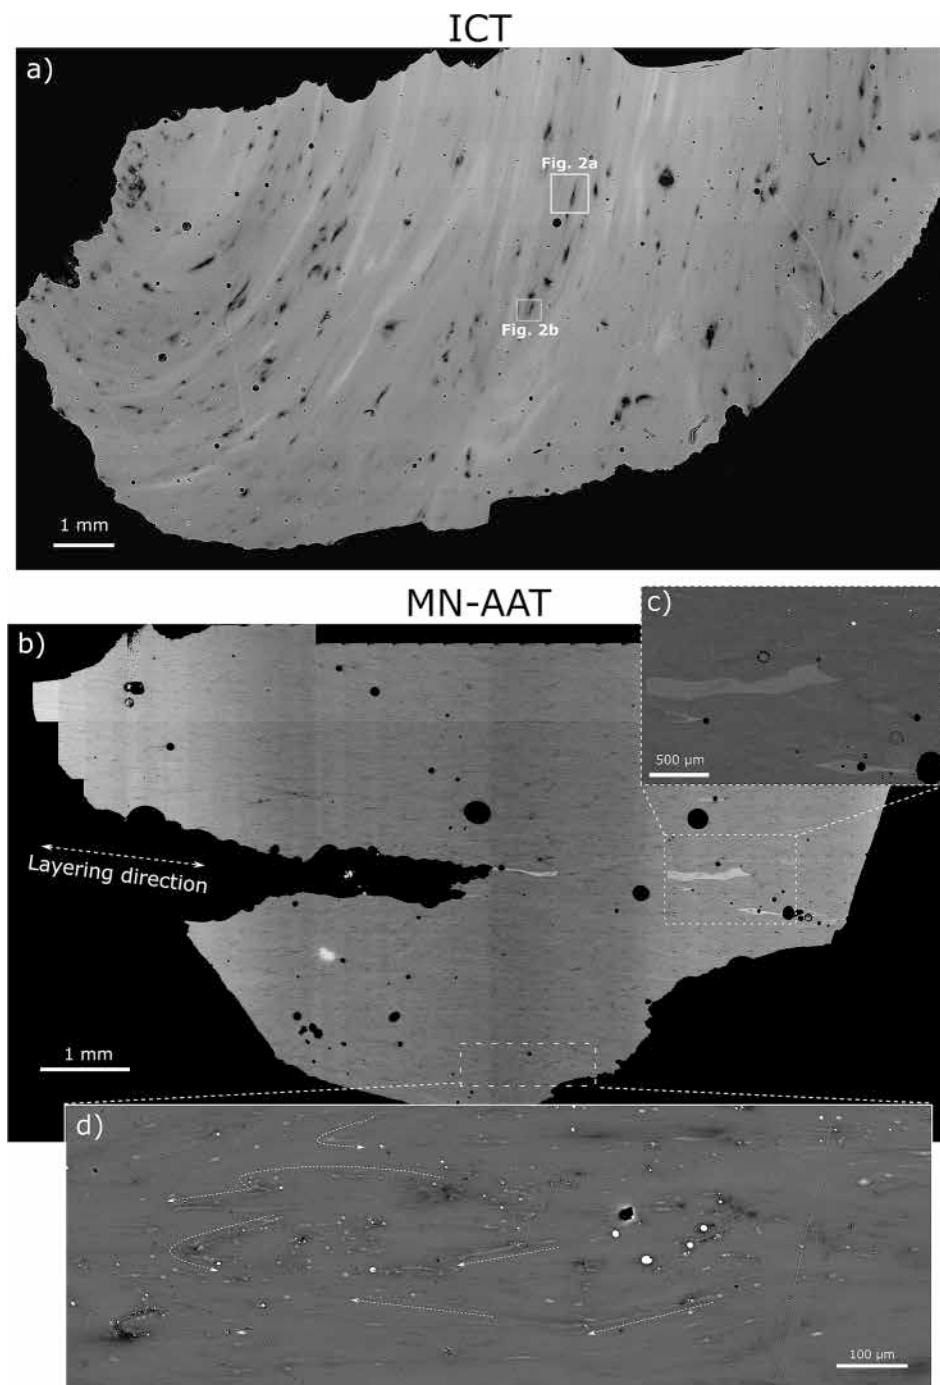 ICT
a)
Fig. 2a
Fig. 2b
1 mm
MN-AAT
b)
c)
500 µm
Layering direction
1 mm
d)
100 µm